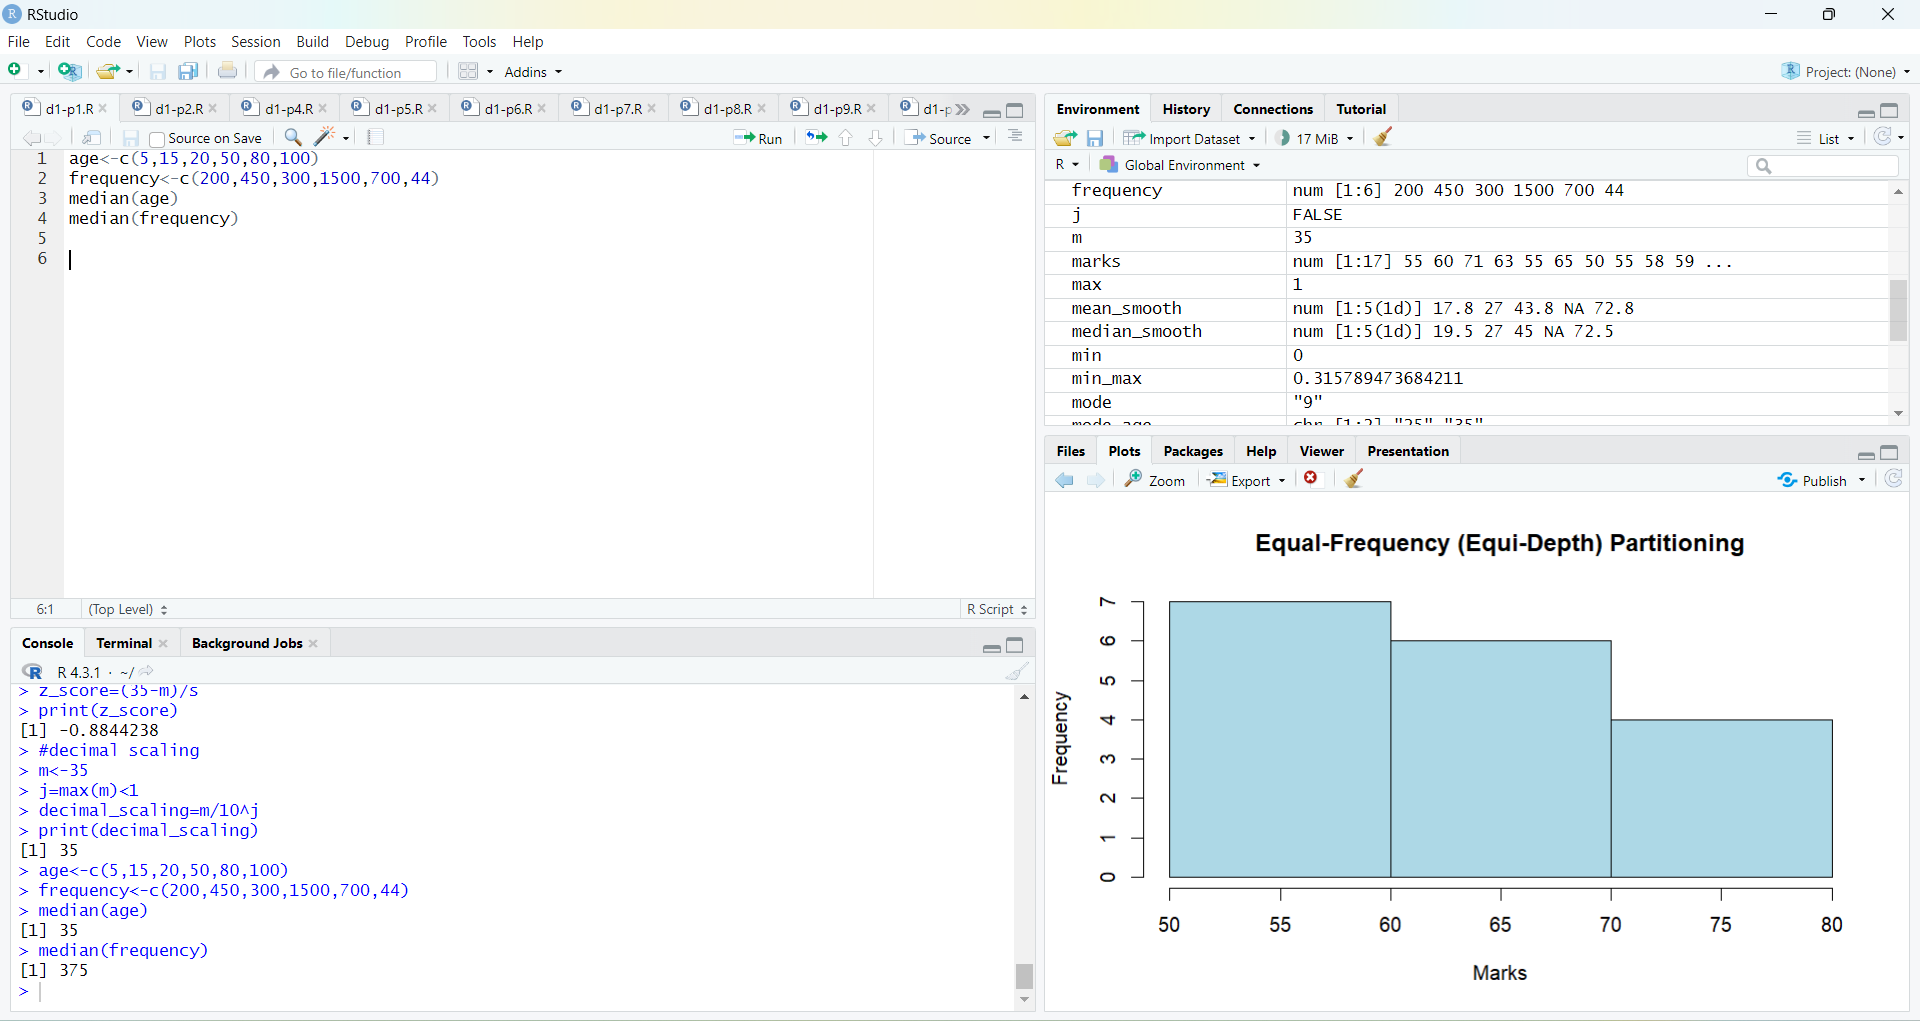 RStudio
File Edit Code View Plots Session Build Debug Profile Tools Help
Go to file/function Addins Project: (None)
d1-p1.R d1-p2.R d1-p4.R d1-p5.R d1-p6.R d1-p7.R d1-p8.R d1-p9.R d1-p
Source on Save Run Source
1 age<-c(5,15,20,50,80,100)
2 frequency<-c(200,450,300,1500,700,44)
3 median(age)
4 median(frequency)
5
6
6:1 (Top Level) R Script
Console Terminal Background Jobs
R 4.3.1 · ~/
> z_score=(35-m)/s
> print(z_score)
[1] -0.8844238
> #decimal scaling
> m<-35
> j=max(m)<1
> decimal_scaling=m/10^j
> print(decimal_scaling)
[1] 35
> age<-c(5,15,20,50,80,100)
> frequency<-c(200,450,300,1500,700,44)
> median(age)
[1] 35
> median(frequency)
[1] 375
>
Environment History Connections Tutorial
Import Dataset 17 MiB List
R Global Environment
frequency num [1:6] 200 450 300 1500 700 44
j FALSE
m 35
marks num [1:17] 55 60 71 63 55 65 50 55 58 59 ...
max 1
mean_smooth num [1:5(1d)] 17.8 27 43.8 NA 72.8
median_smooth num [1:5(1d)] 19.5 27 45 NA 72.5
min 0
min_max 0.315789473684211
mode "9"
mode_age chr [1:2] "25" "35"
Files Plots Packages Help Viewer Presentation
Zoom Export Publish
Equal-Frequency (Equi-Depth) Partitioning
Frequency
7
6
5
4
3
2
1
0
50 55 60 65 70 75 80
Marks